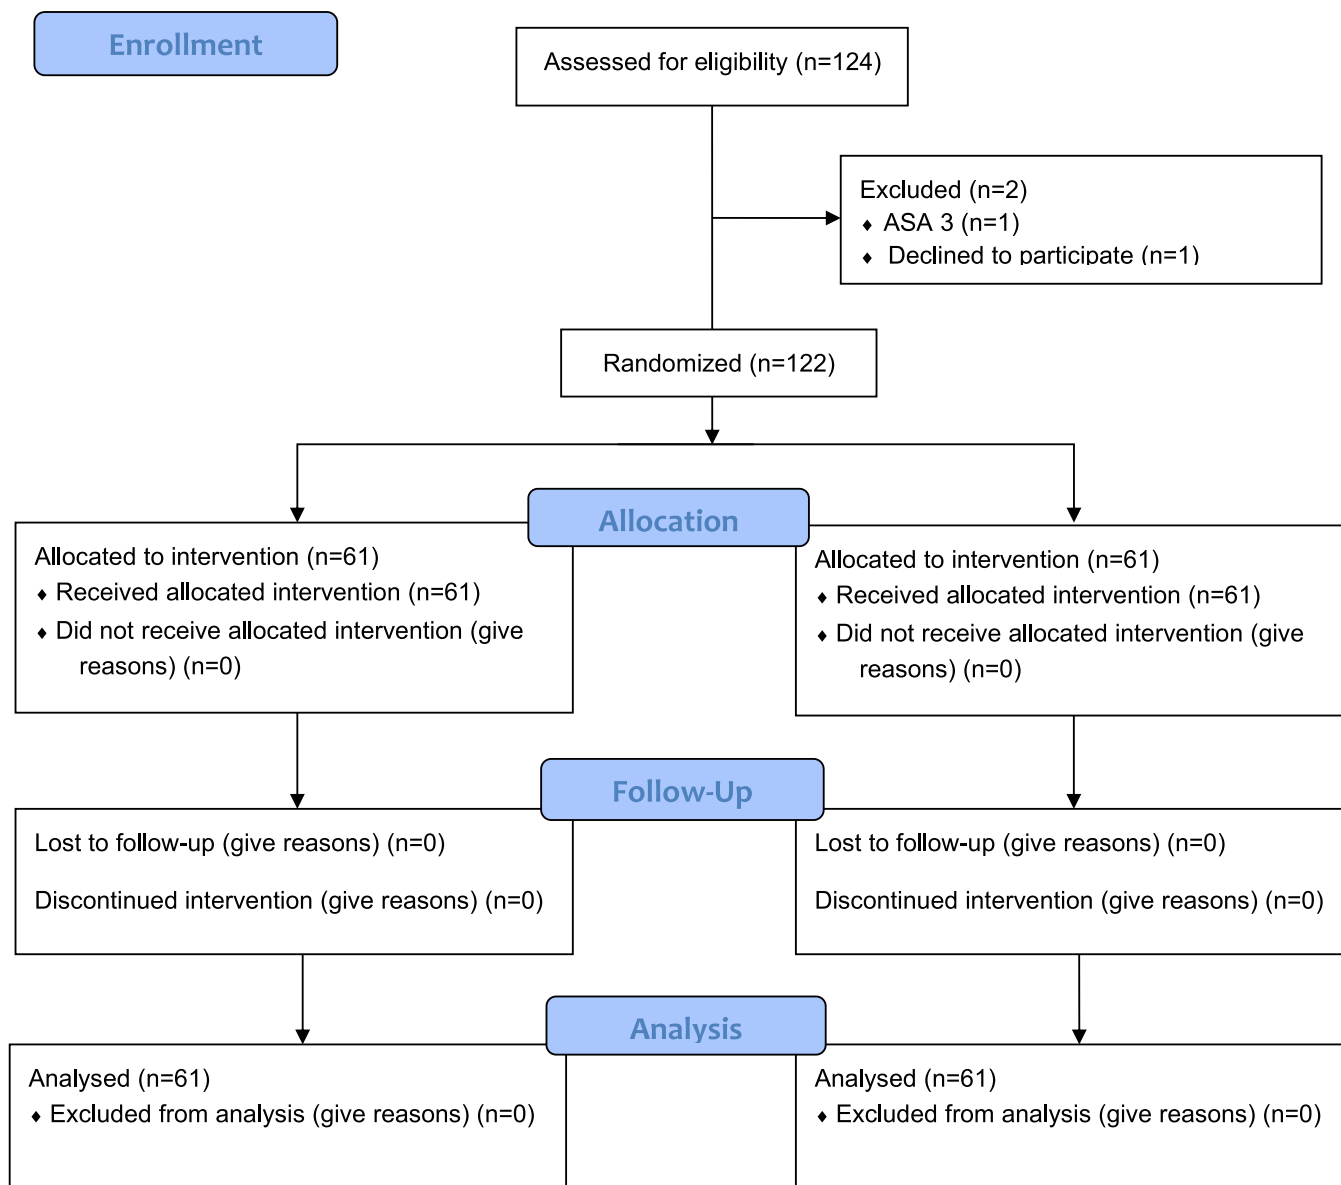 Enrollment
Assessed for eligibility (n=124)
Excluded (n=2)
♦ ASA 3 (n=1)
♦ Declined to participate (n=1)
Randomized (n=122)
Allocation
Allocated to intervention (n=61)
♦ Received allocated intervention (n=61)
♦ Did not receive allocated intervention (give
reasons) (n=0)
Allocated to intervention (n=61)
♦ Received allocated intervention (n=61)
♦ Did not receive allocated intervention (give
reasons) (n=0)
Follow-Up
Lost to follow-up (give reasons) (n=0)
Discontinued intervention (give reasons) (n=0)
Lost to follow-up (give reasons) (n=0)
Discontinued intervention (give reasons) (n=0)
Analysis
Analysed (n=61)
♦ Excluded from analysis (give reasons) (n=0)
Analysed (n=61)
♦ Excluded from analysis (give reasons) (n=0)